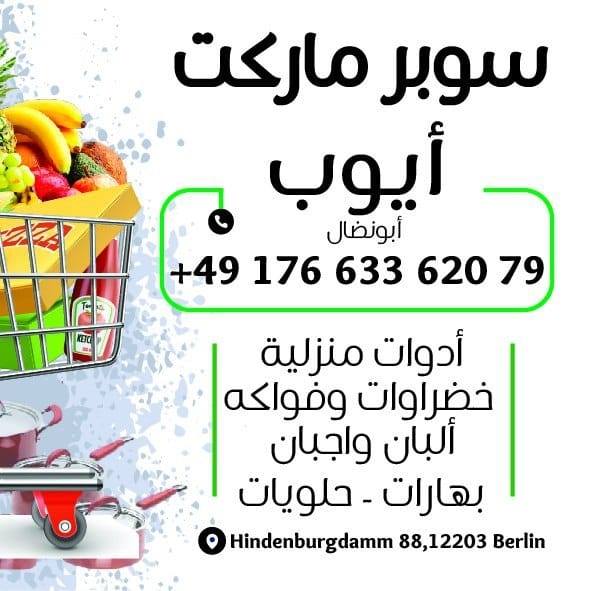 سوبر ماركت
أيوب
أبونضال
+49 176 633 620 79
أدوات منزلية
خضراوات وفواكه
ألبان واجبان
بهارات - حلويات
Hindenburgdamm 88,12203 Berlin
KETCHUP